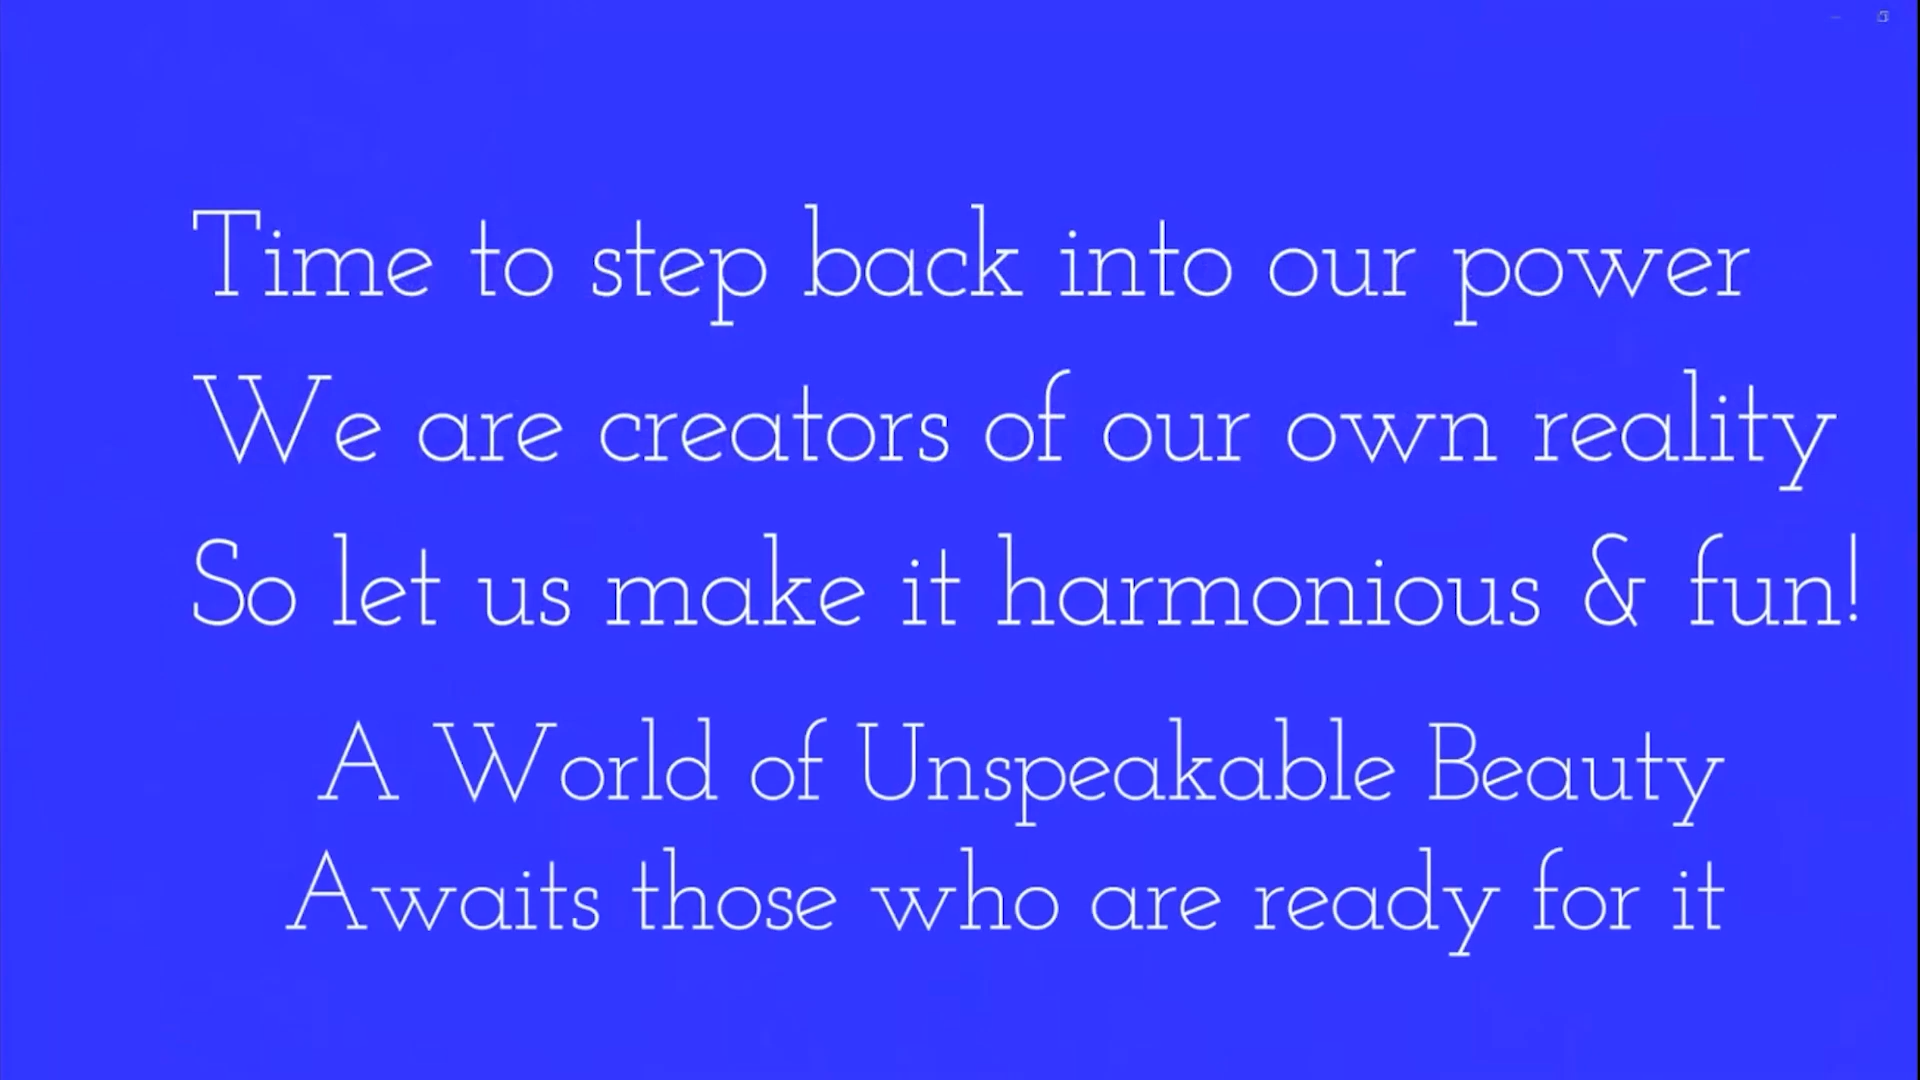 Time to step back into our power
We are creators of our own reality
So let us make it harmonious & fun!
A World of Unspeakable Beauty
Awaits those who are ready for it